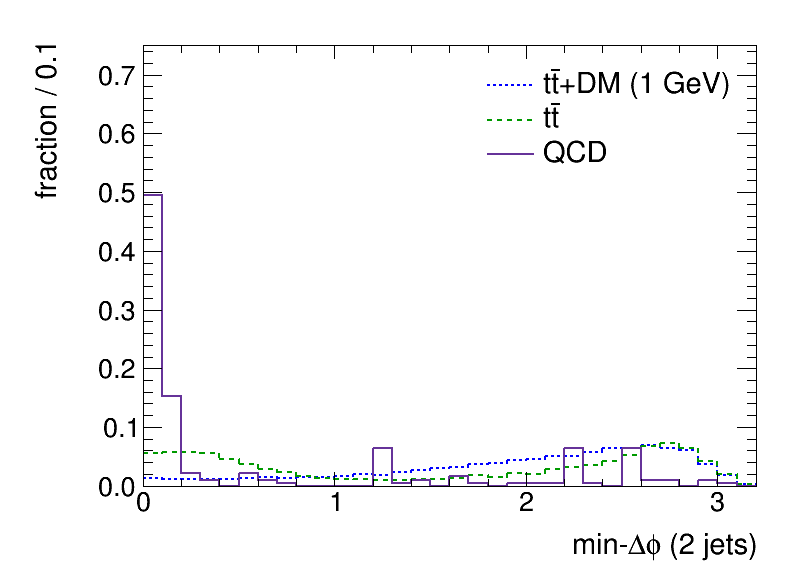 fraction / 0.1
0.7
0.6
0.5
0.4
0.3
0.2
0.1
0.0
tt̄+DM (1 GeV)
tt̄
QCD
0 1 2 3
min-Δϕ (2 jets)